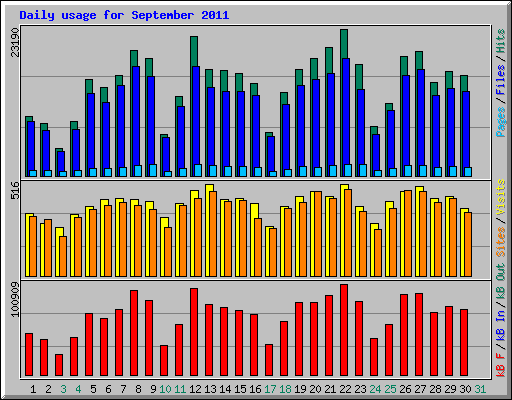 Daily usage for September 2011
23190
516
100909
Pages / Files / Hits
Sites / Visits
kB F / kB In / kB Out
1 2 3 4 5 6 7 8 9 10 11 12 13 14 15 16 17 18 19 20 21 22 23 24 25 26 27 28 29 30 31